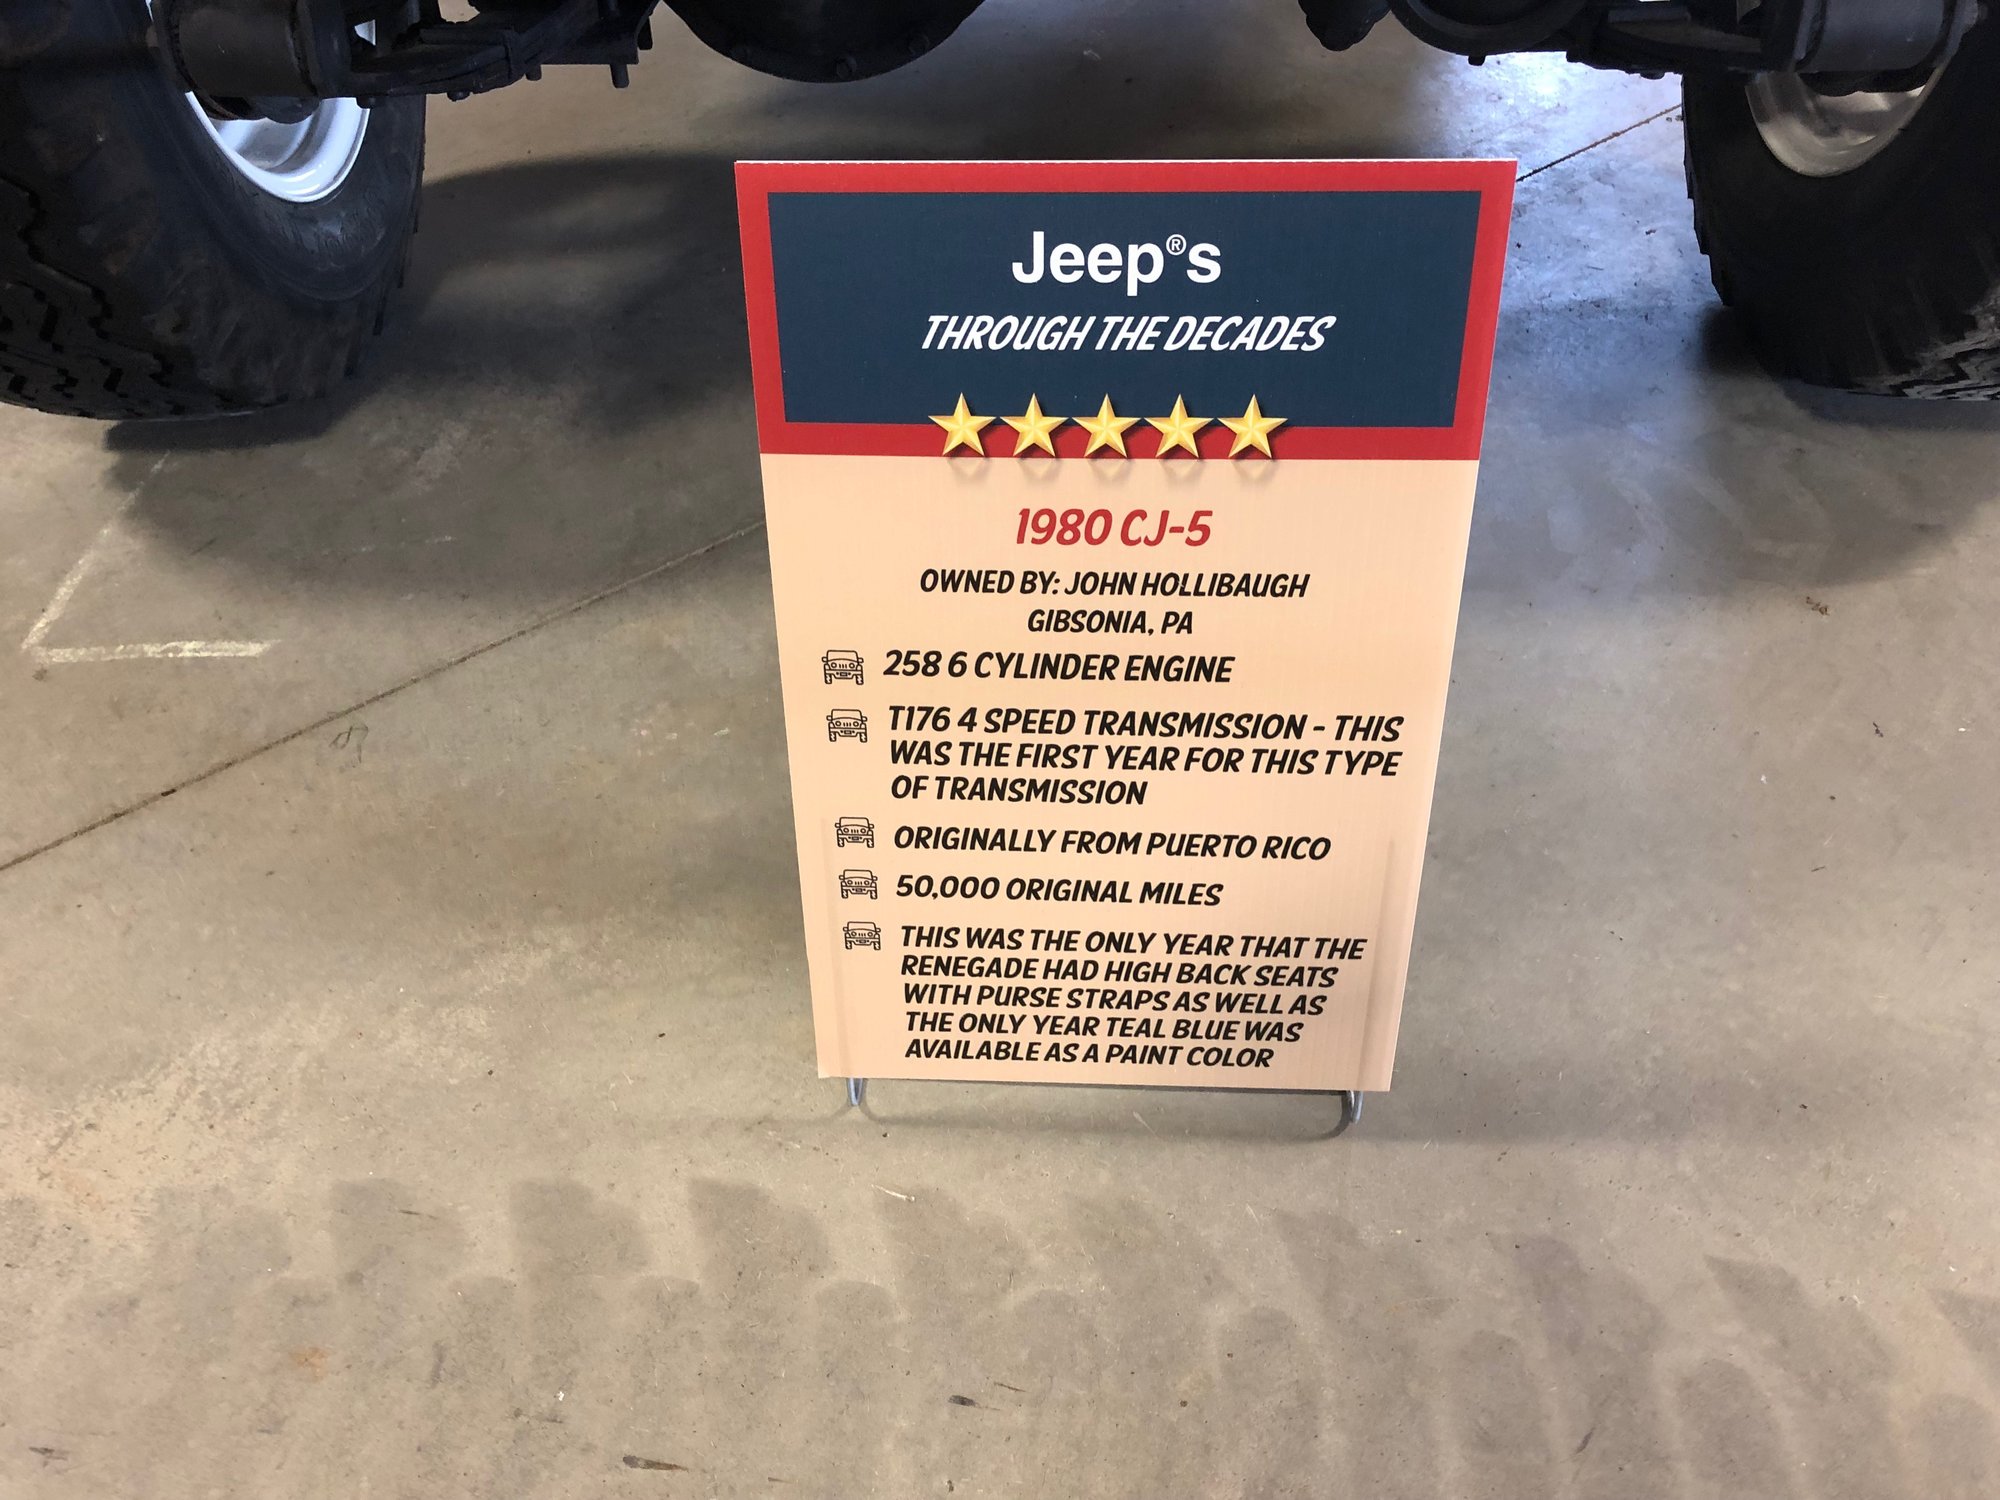 Jeep®s
THROUGH THE DECADES
1980 CJ-5
OWNED BY: JOHN HOLLIBAUGH
GIBSONIA, PA
258 6 CYLINDER ENGINE
T176 4 SPEED TRANSMISSION - THIS
WAS THE FIRST YEAR FOR THIS TYPE
OF TRANSMISSION
ORIGINALLY FROM PUERTO RICO
50,000 ORIGINAL MILES
THIS WAS THE ONLY YEAR THAT THE
RENEGADE HAD HIGH BACK SEATS
WITH PURSE STRAPS AS WELL AS
THE ONLY YEAR TEAL BLUE WAS
AVAILABLE AS A PAINT COLOR